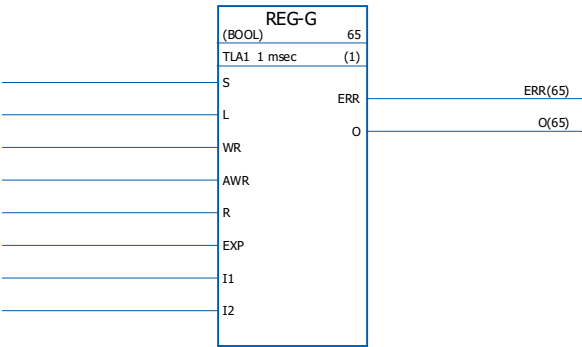 REG-G
(BOOL) 65
TLA1 1 msec (1)
S
ERR ERR(65)
L
O O(65)
WR
AWR
R
EXP
I1
I2